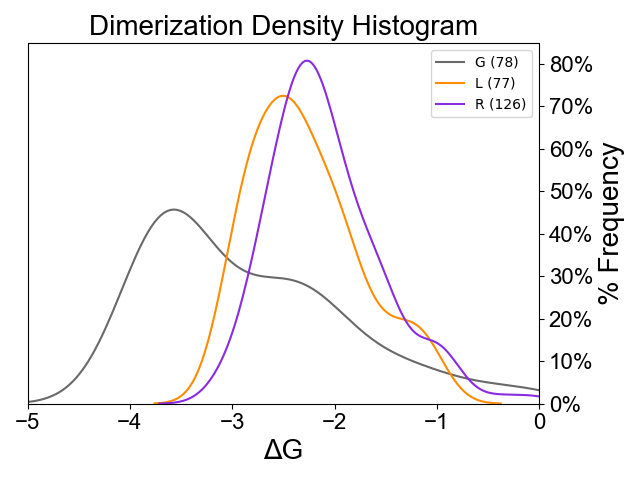 Dimerization Density Histogram
G (78)
L (77)
R (126)
80%
70%
60%
50%
40%
30%
20%
10%
0%
% Frequency
−5 −4 −3 −2 −1 0
ΔG